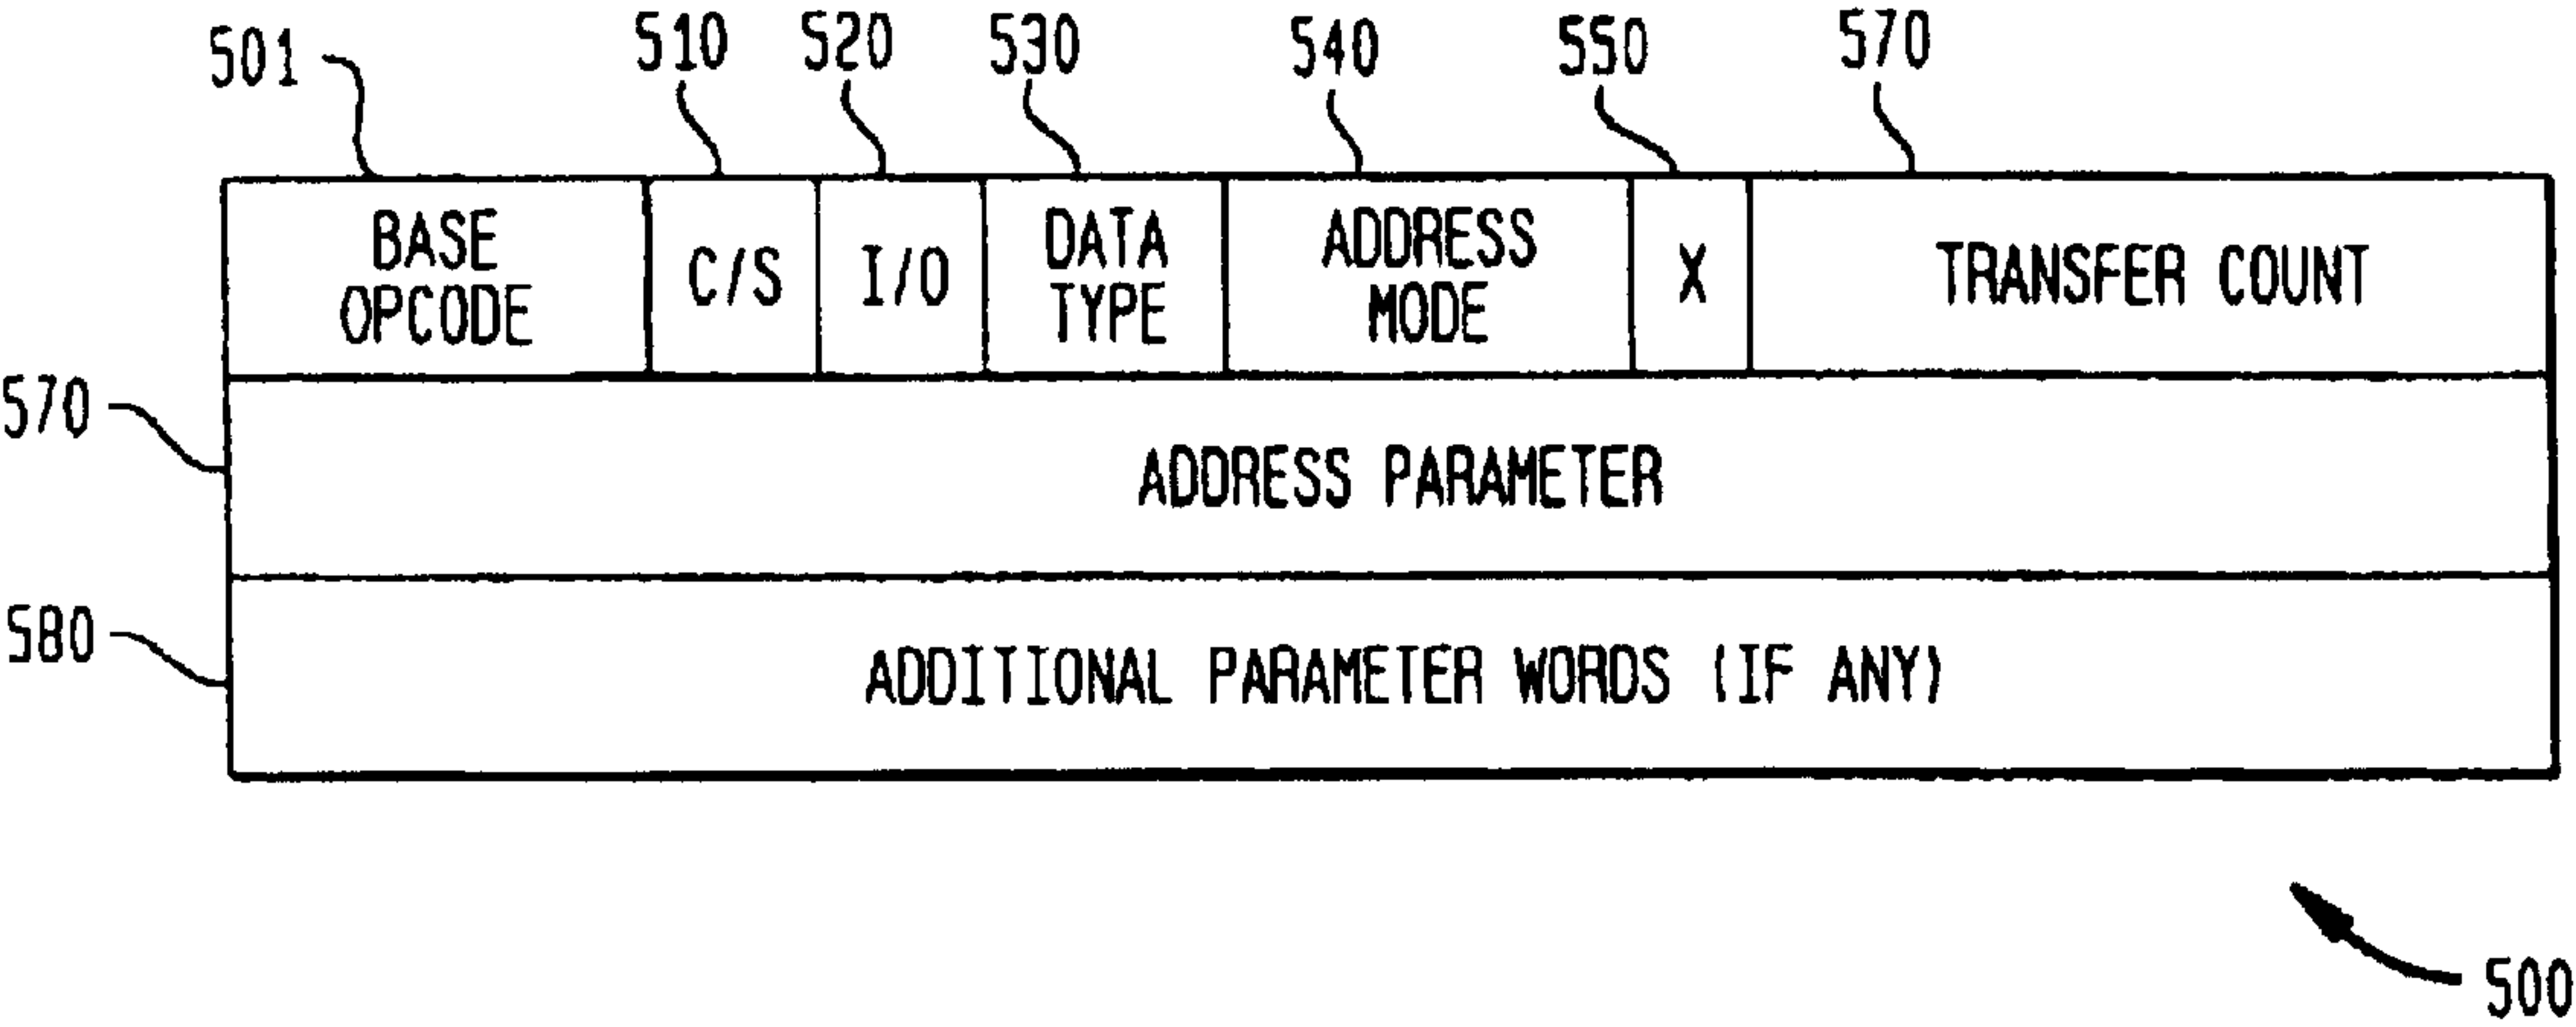 501 510 520 530 540 550 570
BASE OPCODE C/S I/O DATA TYPE ADDRESS MODE X TRANSFER COUNT
570 ADDRESS PARAMETER
580 ADDITIONAL PARAMETER WORDS (IF ANY)
500